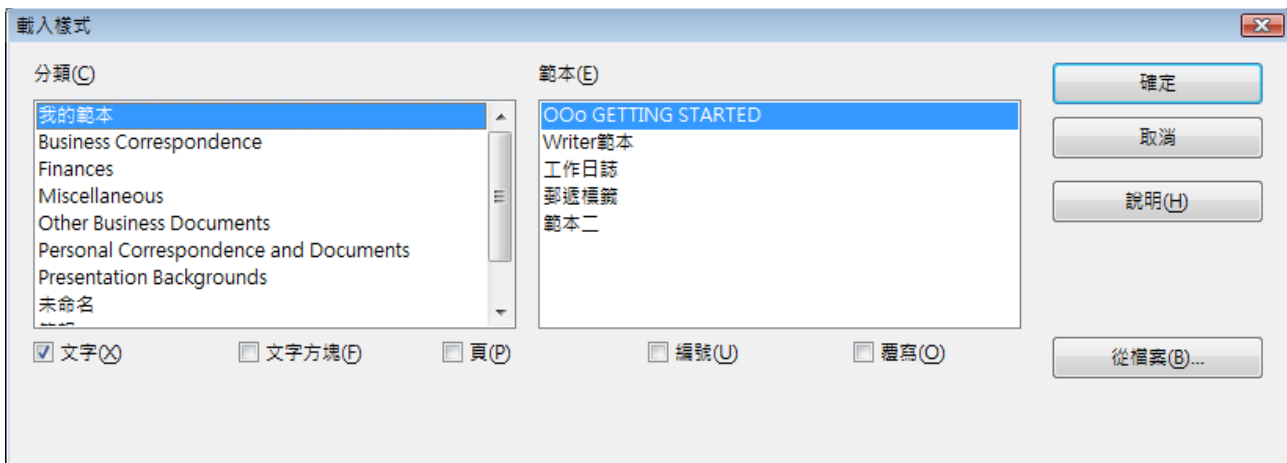 載入樣式
分類(C)
範本(E)
我的範本
Business Correspondence
Finances
Miscellaneous
Other Business Documents
Personal Correspondence and Documents
Presentation Backgrounds
未命名
OOo GETTING STARTED
Writer範本
工作日誌
郵遞標籤
範本二
確定
取消
說明(H)
文字(X)
文字方塊(F)
頁(P)
編號(U)
覆寫(O)
從檔案(B)...